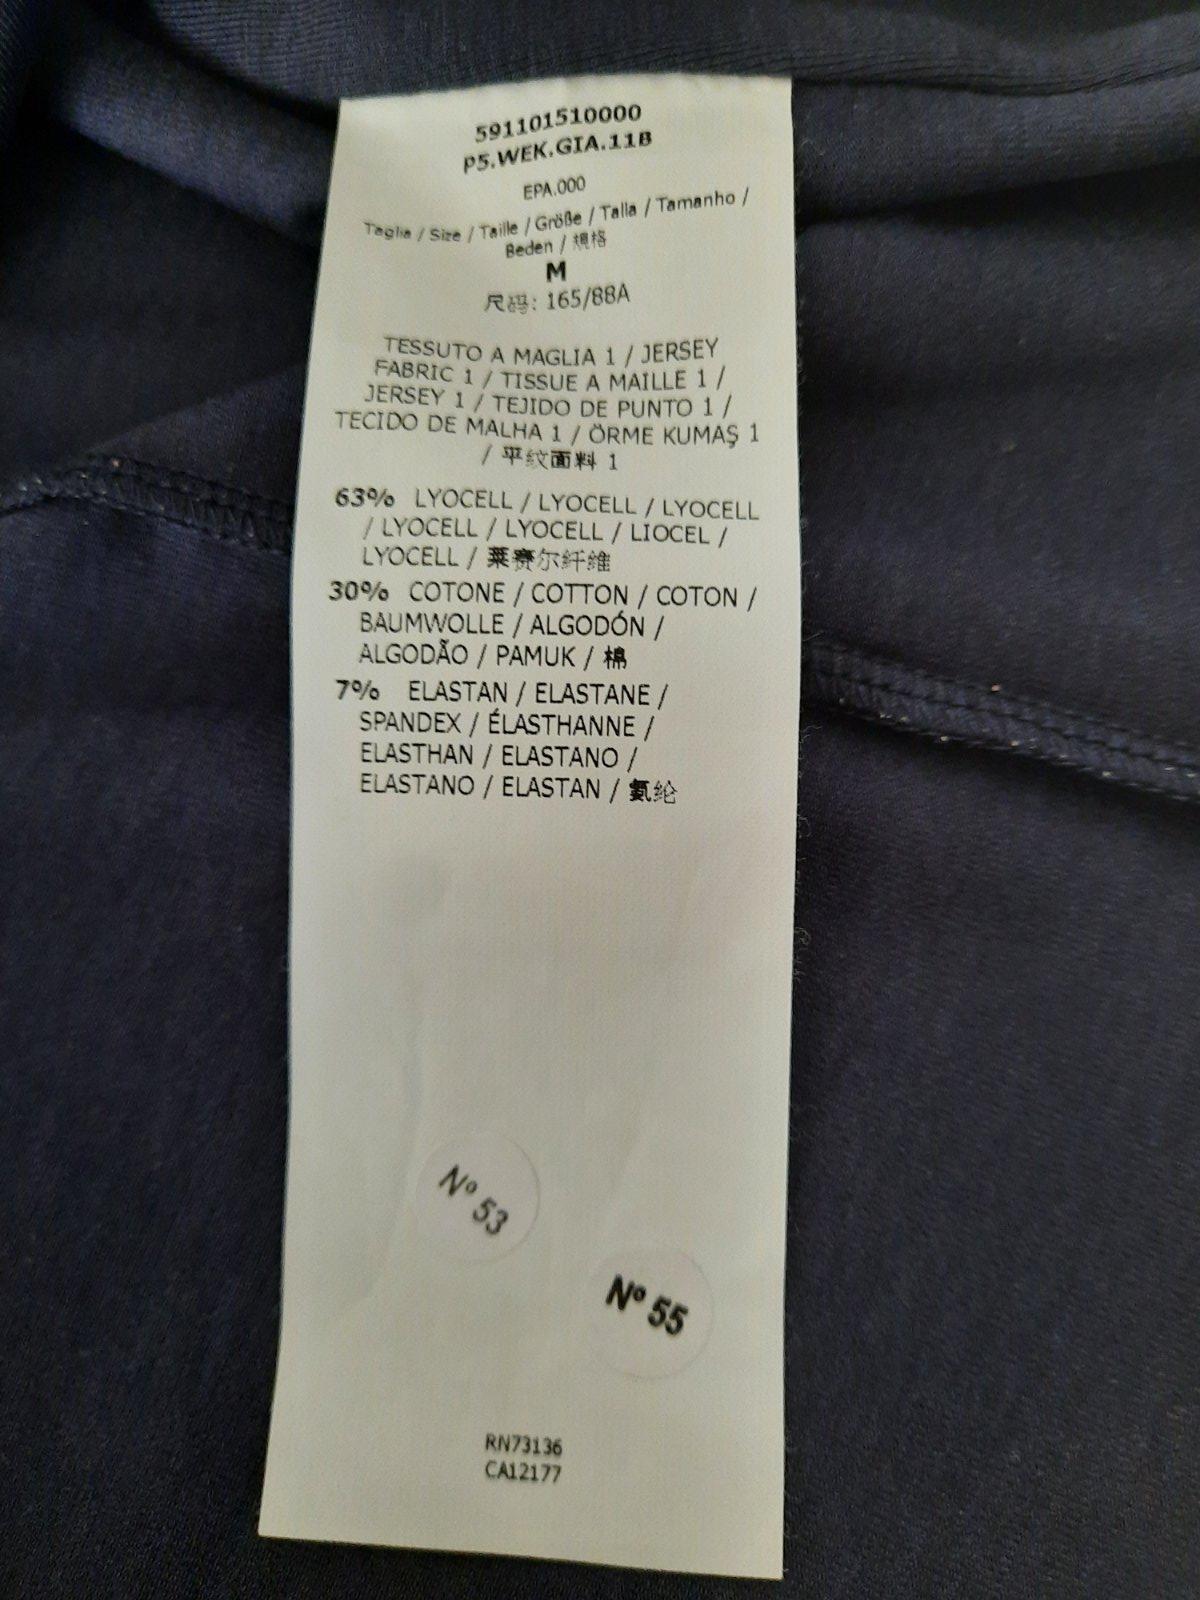 591101510000
P5.WEK.GIA.11B
EPA.000
Taglia / Size / Taille / Größe / Talla / Tamanho /
Beden / 規格
M
尺码: 165/88A
TESSUTO A MAGLIA 1 / JERSEY
FABRIC 1 / TISSUE A MAILLE 1 /
JERSEY 1 / TEJIDO DE PUNTO 1 /
TECIDO DE MALHA 1 / ÖRME KUMAŞ 1
/ 平纹面料 1
63% LYOCELL / LYOCELL / LYOCELL
/ LYOCELL / LYOCELL / LIOCEL /
LYOCELL / 莱赛尔纤维
30% COTONE / COTTON / COTON /
BAUMWOLLE / ALGODÓN /
ALGODÃO / PAMUK / 棉
7% ELASTAN / ELASTANE /
SPANDEX / ÉLASTHANNE /
ELASTHAN / ELASTANO /
ELASTANO / ELASTAN / 氨纶
Nº 53
Nº 55
RN73136
CA12177